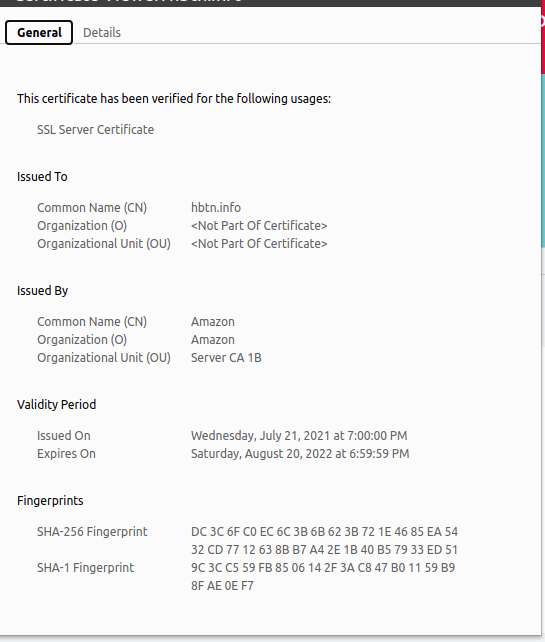 General
Details
This certificate has been verified for the following usages:
SSL Server Certificate
Issued To
Common Name (CN) hbtn.info
Organization (O) <Not Part Of Certificate>
Organizational Unit (OU) <Not Part Of Certificate>
Issued By
Common Name (CN) Amazon
Organization (O) Amazon
Organizational Unit (OU) Server CA 1B
Validity Period
Issued On Wednesday, July 21, 2021 at 7:00:00 PM
Expires On Saturday, August 20, 2022 at 6:59:59 PM
Fingerprints
SHA-256 Fingerprint DC 3C 6F C0 EC 6C 3B 6B 62 3B 72 1E 46 85 EA 54
32 CD 77 12 63 8B B7 A4 2E 1B 40 B5 79 33 ED 51
SHA-1 Fingerprint 9C 3C C5 59 FB 85 06 14 2F 3A C8 47 B0 11 59 B9
8F AE 0E F7